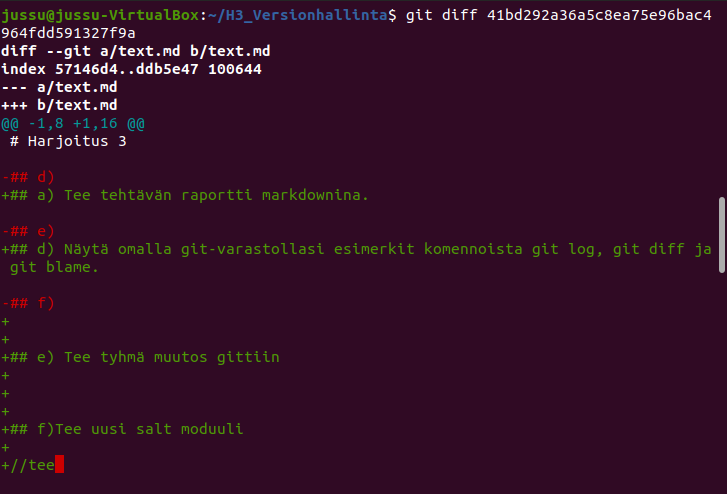 jussu@jussu-VirtualBox:~/H3_Versionhallinta$ git diff 41bd292a36a5c8ea75e96bac4
964fdd591327f9a
diff --git a/text.md b/text.md
index 57146d4..ddb5e47 100644
--- a/text.md
+++ b/text.md
@@ -1,8 +1,16 @@
 # Harjoitus 3

-## d)
+## a) Tee tehtävän raportti markdownina.

-## e)
+## d) Näytä omalla git-varastollasi esimerkit komennoista git log, git diff ja
 git blame.

-## f)
+
+
+## e) Tee tyhmä muutos gittiin
+
+
+
+## f)Tee uusi salt moduuli
+
+//tee